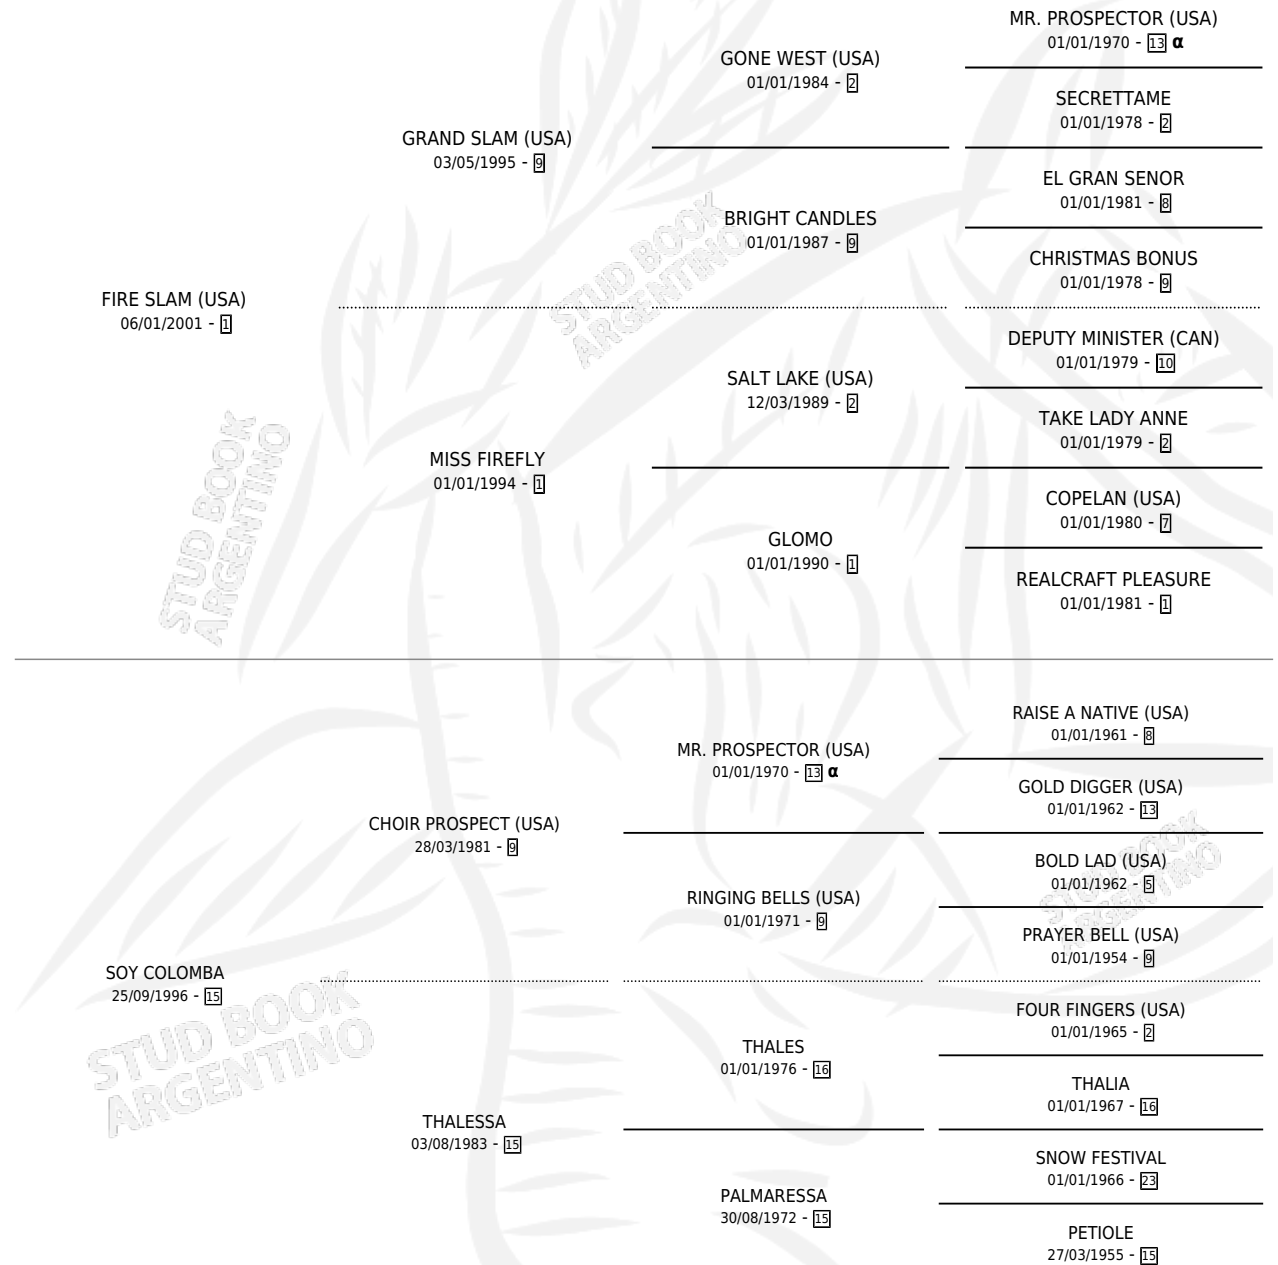 MR. PROSPECTOR (USA)
01/01/1970 - 13 α
GONE WEST (USA)
01/01/1984 - 2
SECRETTAME
01/01/1978 - 2
GRAND SLAM (USA)
03/05/1995 - 9
EL GRAN SENOR
01/01/1981 - 8
BRIGHT CANDLES
01/01/1987 - 9
CHRISTMAS BONUS
01/01/1978 - 9
FIRE SLAM (USA)
06/01/2001 - 1
DEPUTY MINISTER (CAN)
01/01/1979 - 10
SALT LAKE (USA)
12/03/1989 - 2
TAKE LADY ANNE
01/01/1979 - 2
MISS FIREFLY
01/01/1994 - 1
COPELAN (USA)
01/01/1980 - 7
GLOMO
01/01/1990 - 1
REALCRAFT PLEASURE
01/01/1981 - 1
RAISE A NATIVE (USA)
01/01/1961 - 8
MR. PROSPECTOR (USA)
01/01/1970 - 13 α
GOLD DIGGER (USA)
01/01/1962 - 13
CHOIR PROSPECT (USA)
28/03/1981 - 9
BOLD LAD (USA)
01/01/1962 - 5
RINGING BELLS (USA)
01/01/1971 - 9
PRAYER BELL (USA)
01/01/1954 - 9
SOY COLOMBA
25/09/1996 - 15
FOUR FINGERS (USA)
01/01/1965 - 2
THALES
01/01/1976 - 16
THALIA
01/01/1967 - 16
THALESSA
03/08/1983 - 15
SNOW FESTIVAL
01/01/1966 - 23
PALMARESSA
30/08/1972 - 15
PETIOLE
27/03/1955 - 15
STUD BOOK
ARGENTINO
STUD BOOK
ARGENTINO
STUD BOOK
ARGENTINO
STUD BOOK
ARGENTINO